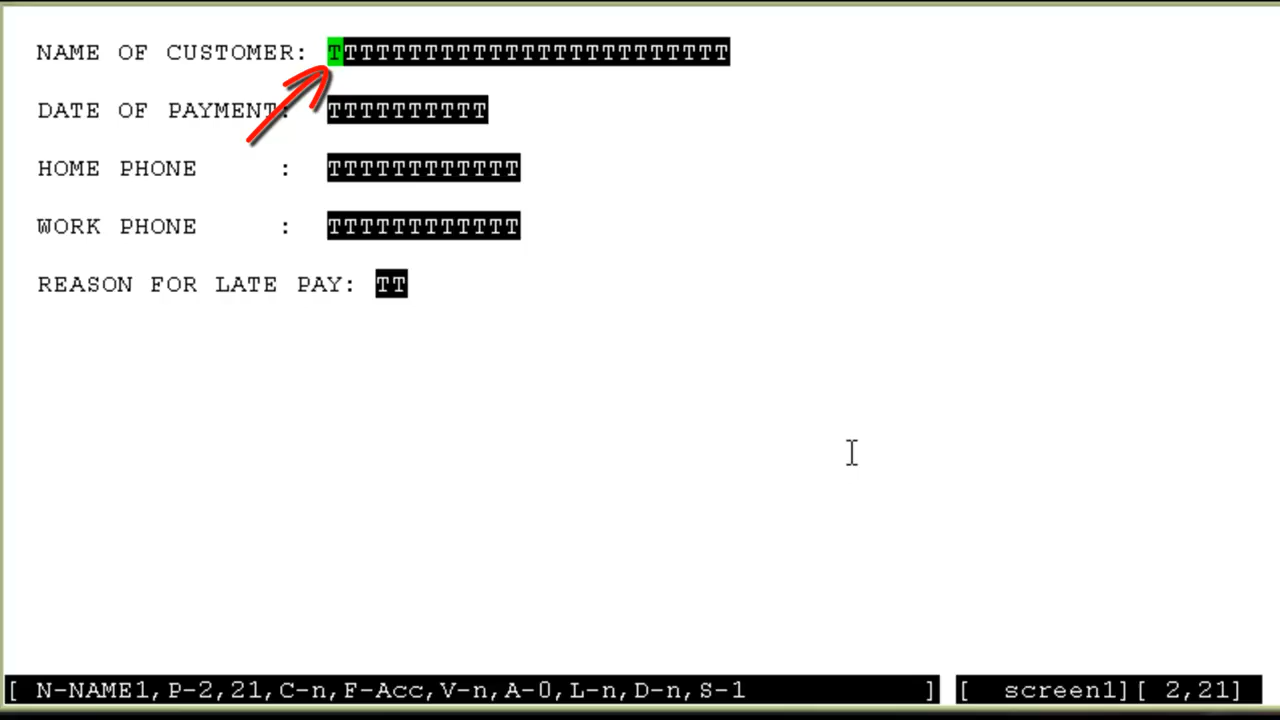 NAME OF CUSTOMER: TTTTTTTTTTTTTTTTTTTTTTTTT
DATE OF PAYMENT: TTTTTTTTTT
HOME PHONE : TTTTTTTTTTTT
WORK PHONE : TTTTTTTTTTTT
REASON FOR LATE PAY: TT
[ N-NAME1,P-2,21,C-n,F-Acc,V-n,A-0,L-n,D-n,S-1 ] [ screen1][ 2,21]